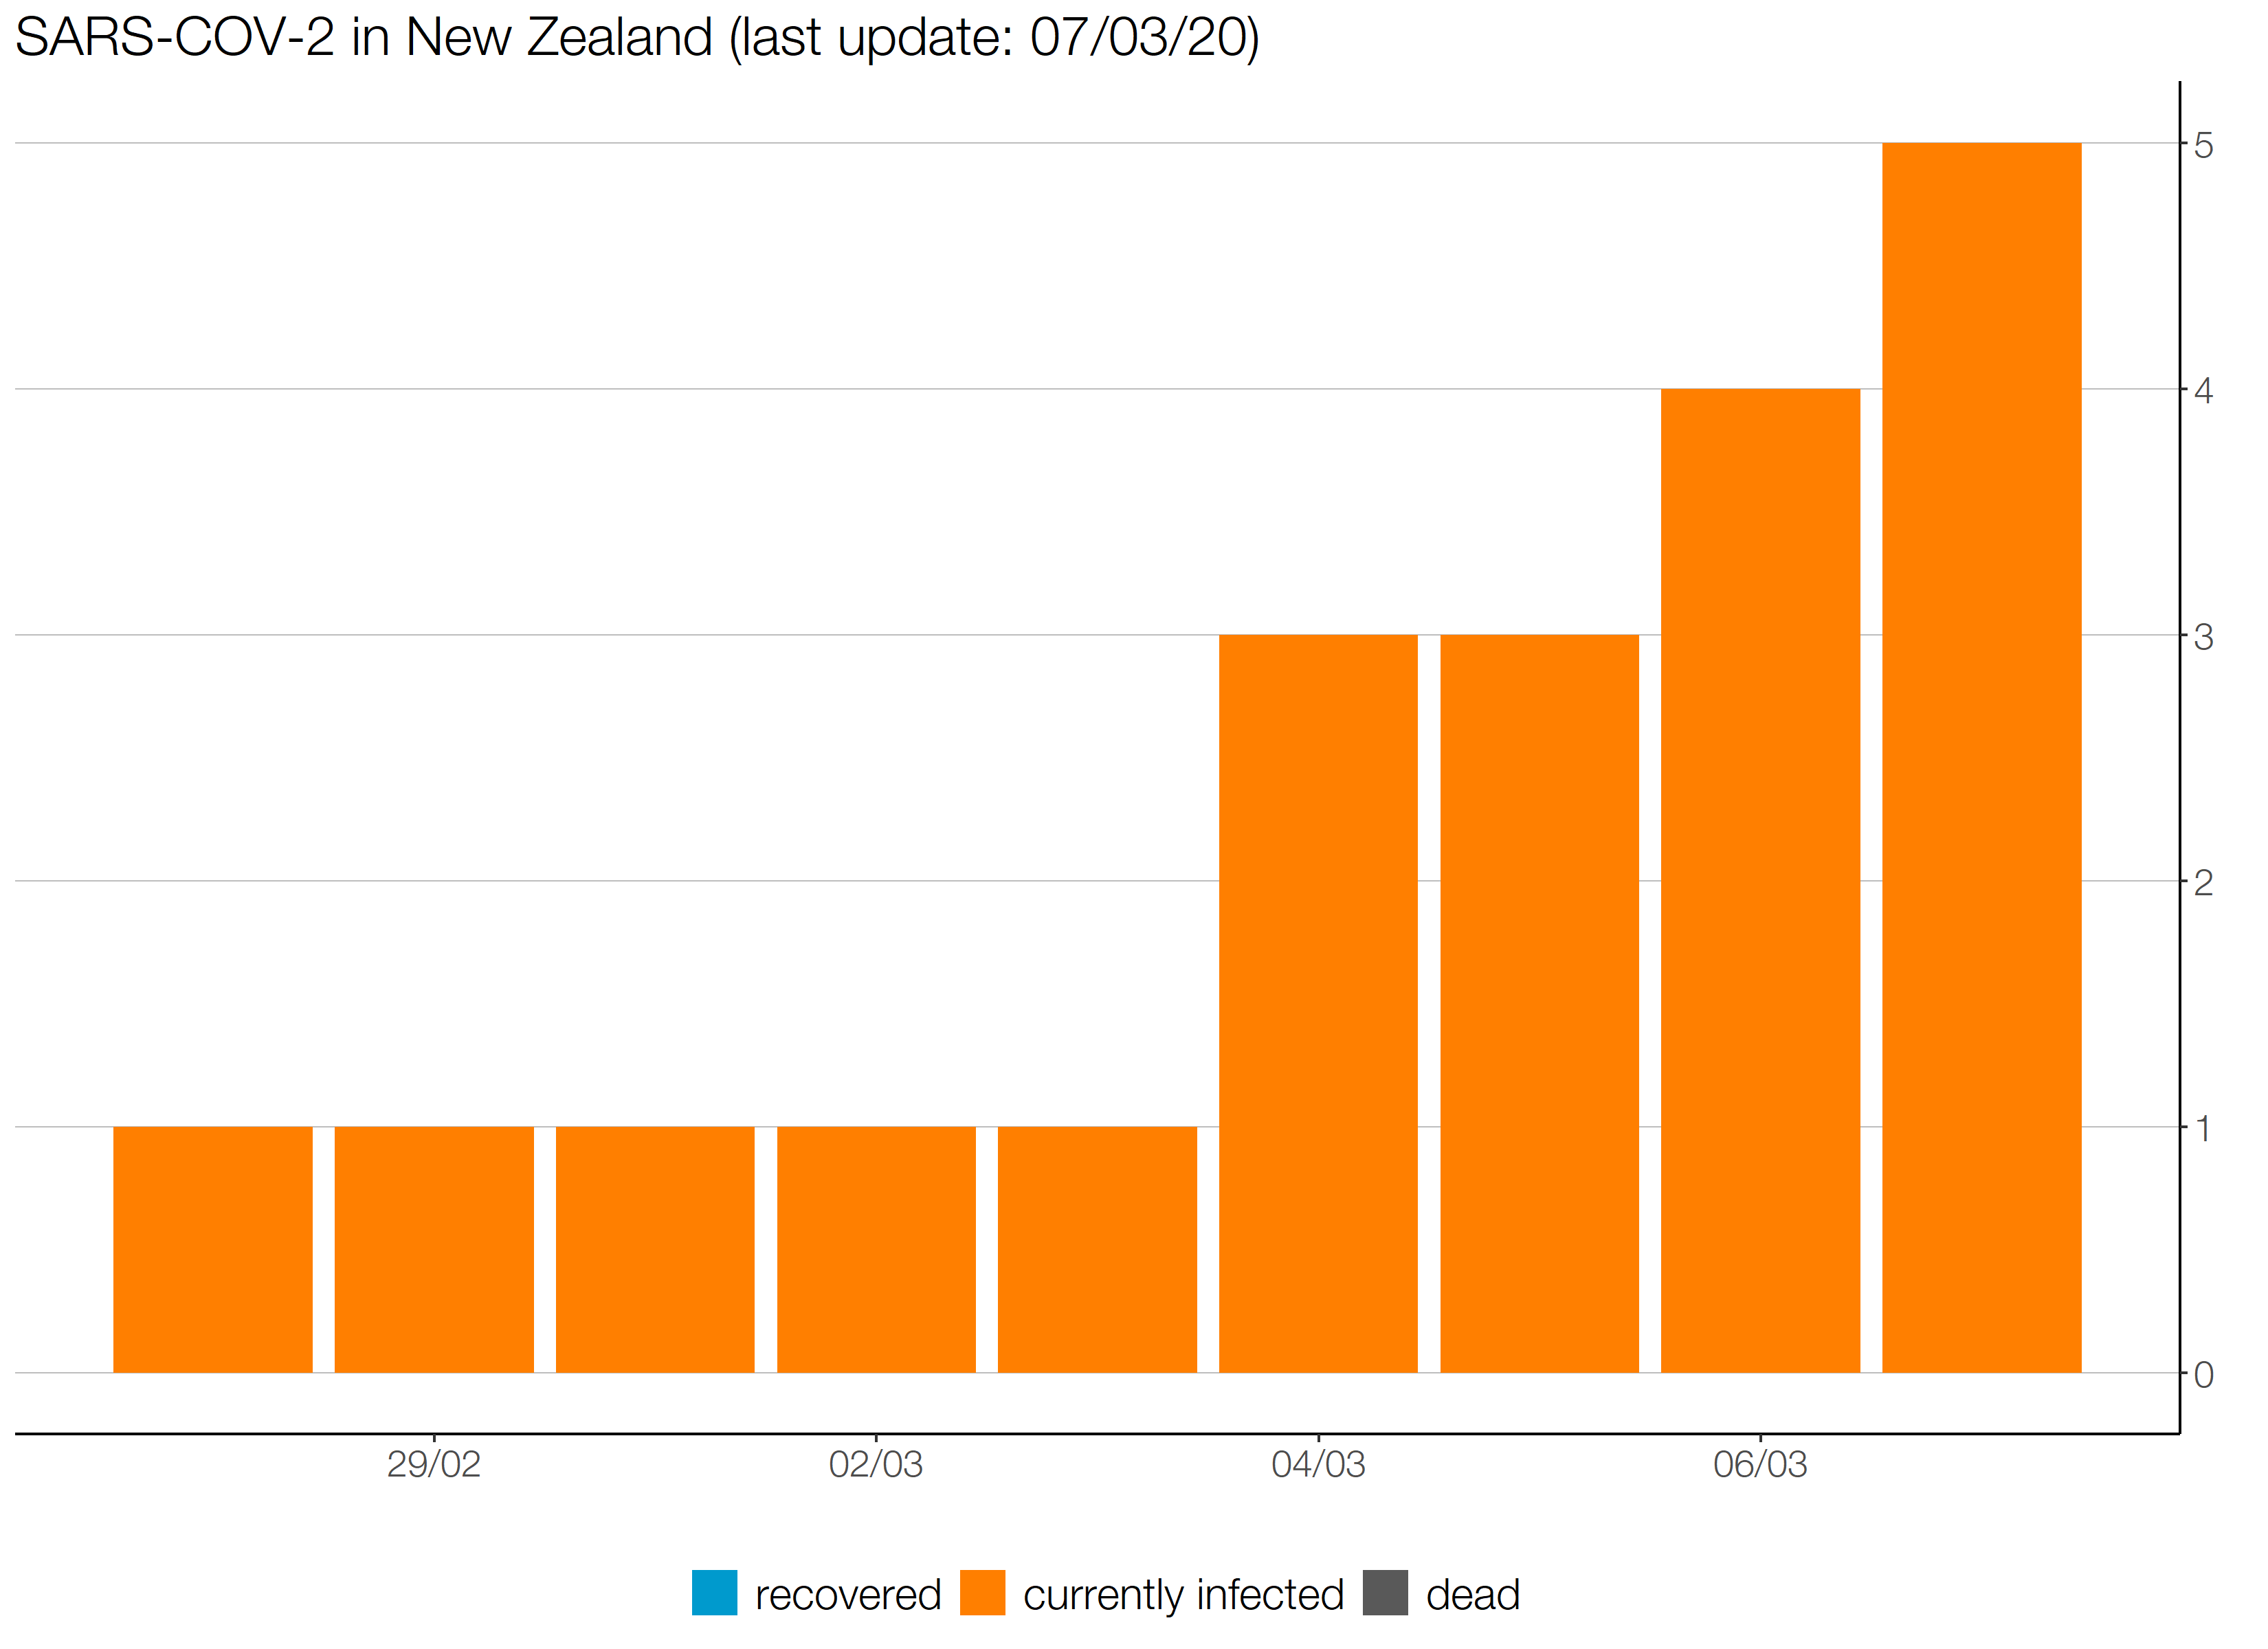 SARS-COV-2 in New Zealand (last update: 07/03/20)
5
4
3
2
1
0
29/02 02/03 04/03 06/03
recovered currently infected dead